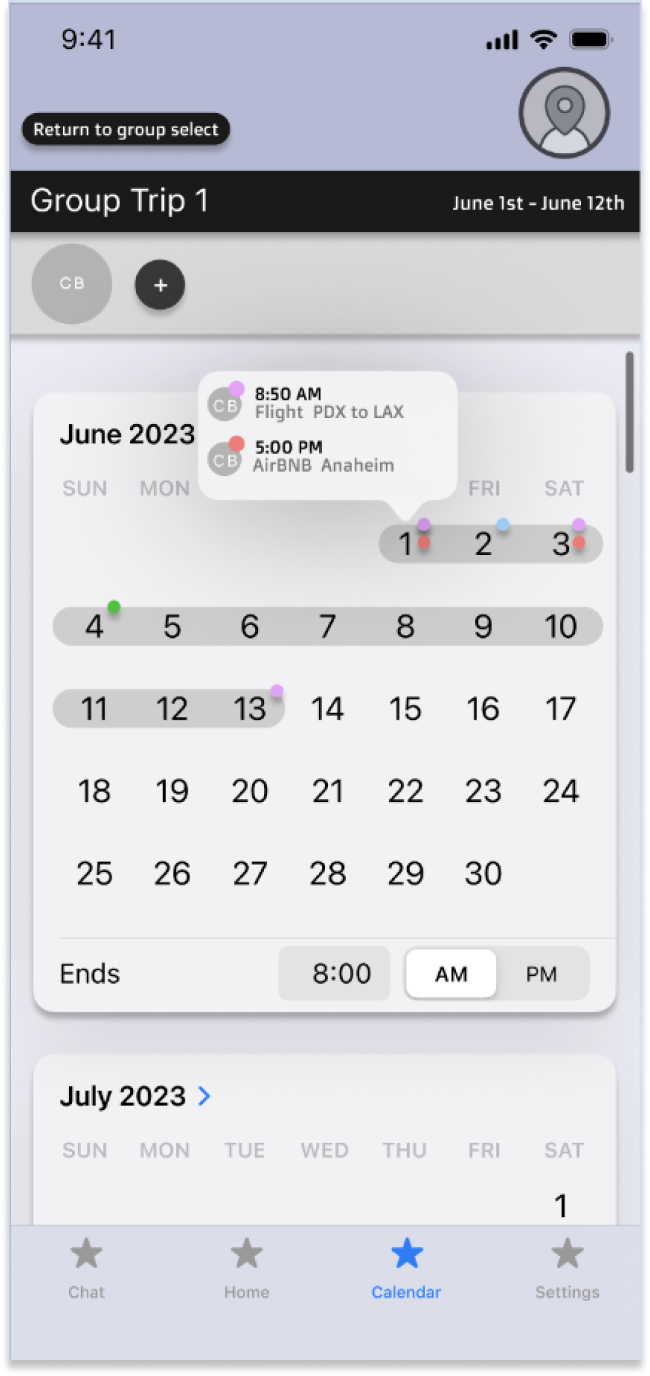 9:41
Return to group select
Group Trip 1
June 1st - June 12th
CB
+
8:50 AM
CB
Flight PDX to LAX
5:00 PM
CB
AirBNB Anaheim
June 2023
SUN MON FRI SAT
1 2 3
4 5 6 7 8 9 10
11 12 13 14 15 16 17
18 19 20 21 22 23 24
25 26 27 28 29 30
Ends 8:00 AM PM
July 2023 >
SUN MON TUE WED THU FRI SAT
1
Chat Home Calendar Settings